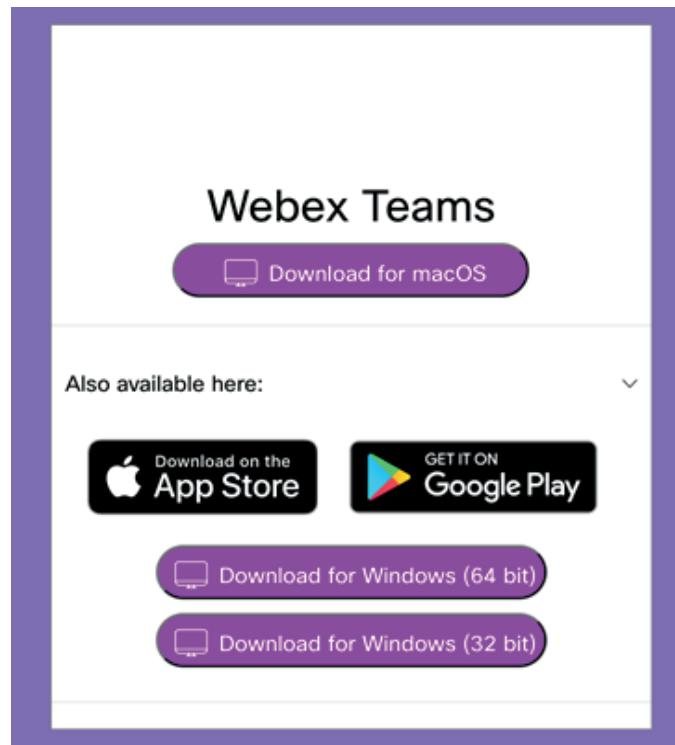 Webex Teams
Download for macOS
Also available here:
Download on the
App Store
GET IT ON
Google Play
Download for Windows (64 bit)
Download for Windows (32 bit)